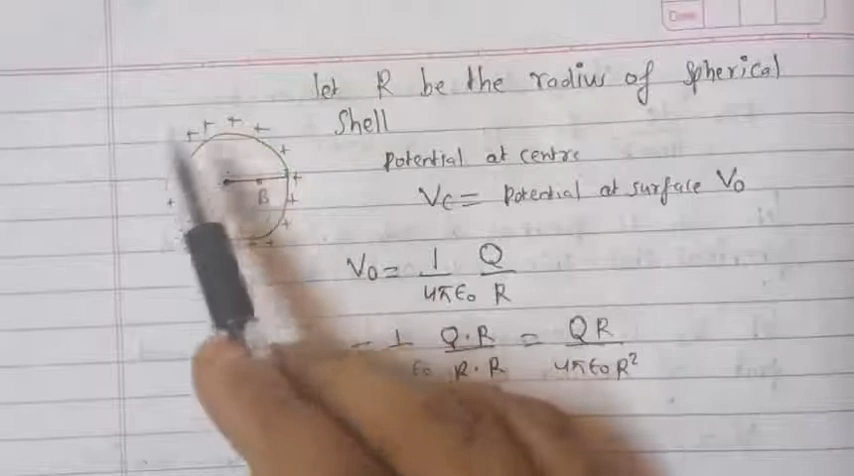 Date
let R be the radius of spherical
Shell
Potential at centre
Vc = Potential at surface V0
B
V0 = 1/4πε0 Q/R
= 1/ε0 Q.R/R.R = QR/4πε0R²